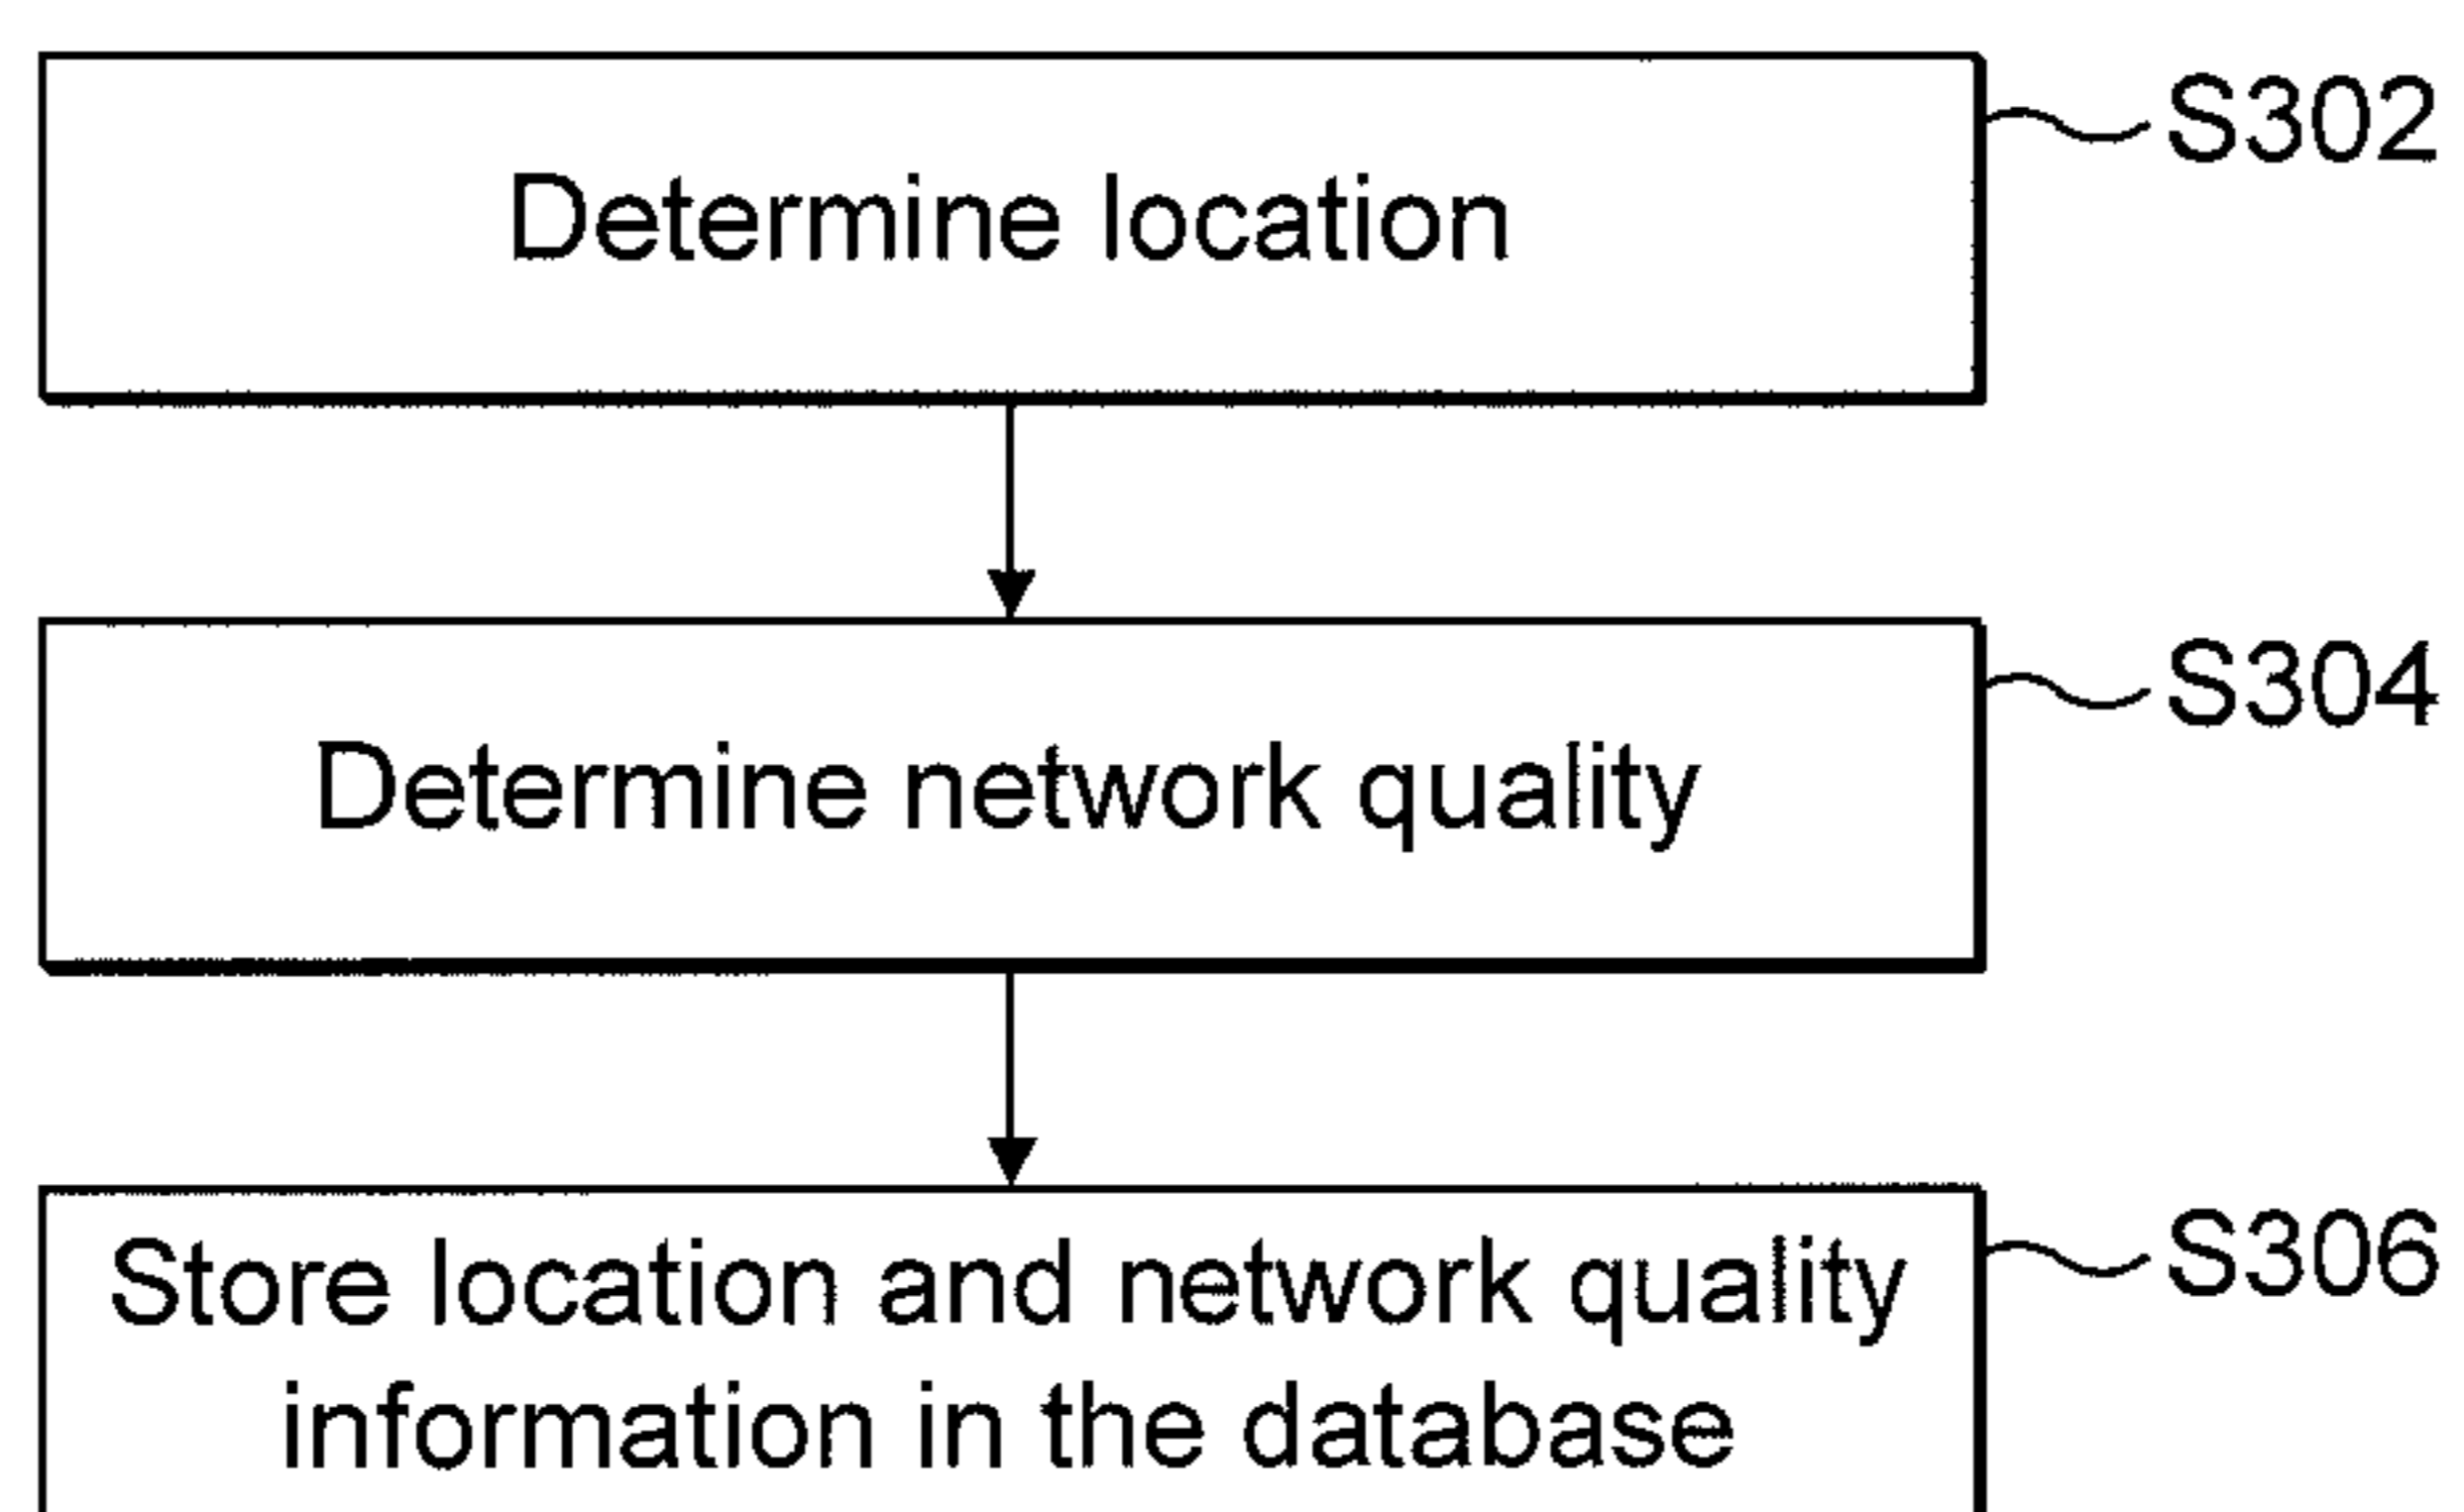 S302
Determine location
S304
Determine network quality
S306
Store location and network quality
information in the database